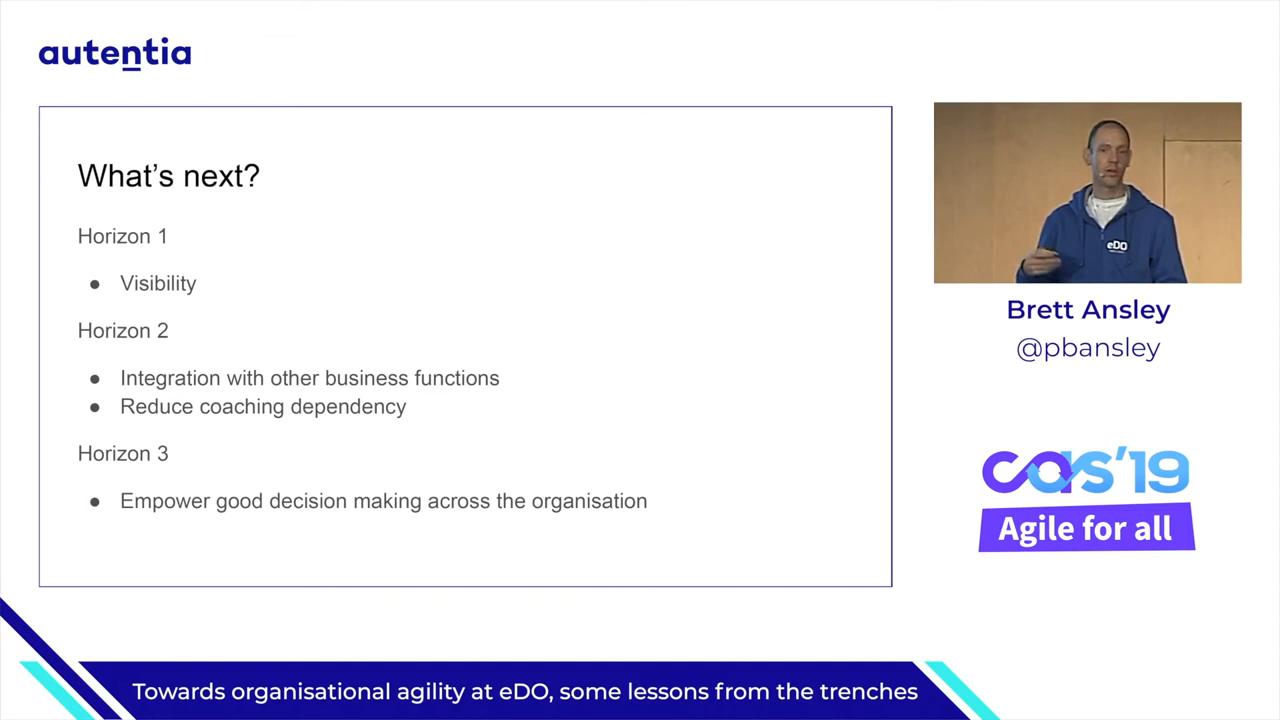 autentia
What's next?
Horizon 1
● Visibility
Horizon 2
● Integration with other business functions
● Reduce coaching dependency
Horizon 3
● Empower good decision making across the organisation
eDO
Brett Ansley
@pbansley
cas'19
Agile for all
Towards organisational agility at eDO, some lessons from the trenches